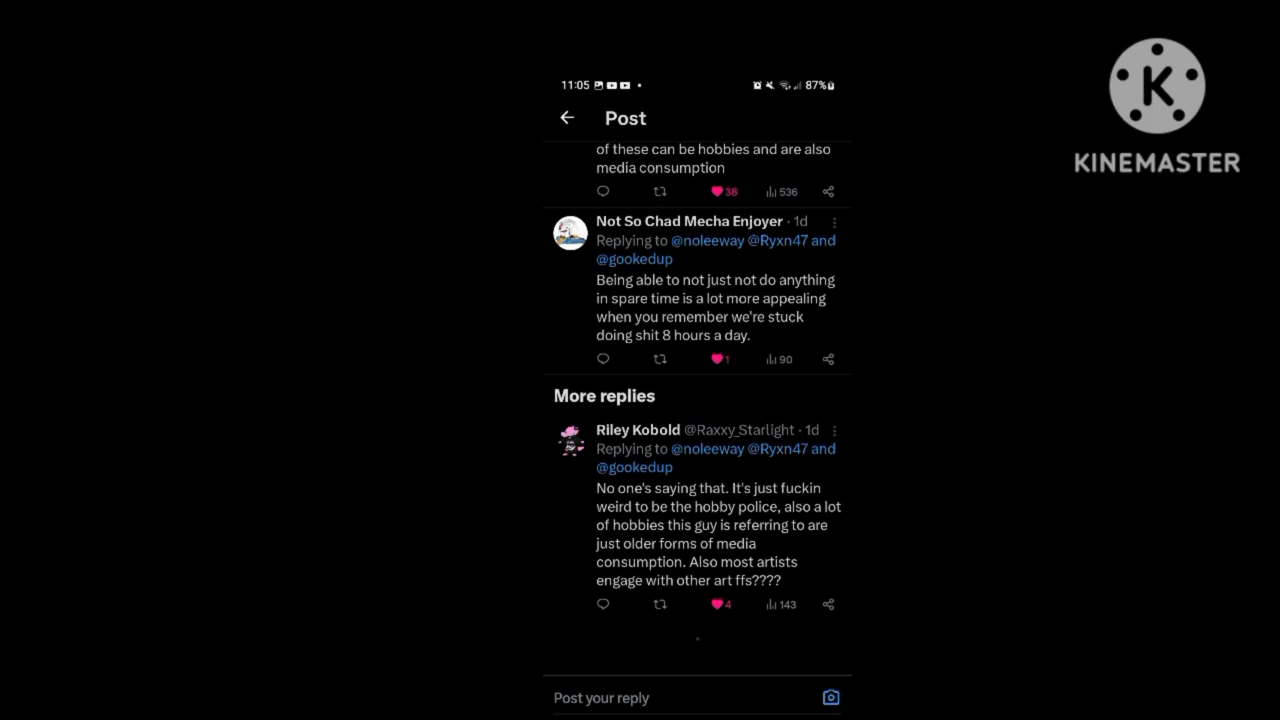 11:05
87%
KINEMASTER
Post
of these can be hobbies and are also
media consumption
38
536
Not So Chad Mecha Enjoyer · 1d
Replying to @noleeway @Ryxn47 and
@gookedup
Being able to not just not do anything
in spare time is a lot more appealing
when you remember we're stuck
doing shit 8 hours a day.
1
90
More replies
Riley Kobold @Raxxy_Starlight · 1d
Replying to @noleeway @Ryxn47 and
@gookedup
No one's saying that. It's just fuckin
weird to be the hobby police, also a lot
of hobbies this guy is referring to are
just older forms of media
consumption. Also most artists
engage with other art ffs????
4
143
Post your reply